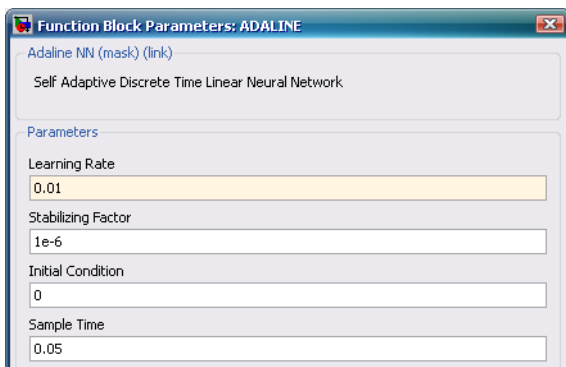 Function Block Parameters: ADALINE
Adaline NN (mask) (link)
Self Adaptive Discrete Time Linear Neural Network
Parameters
Learning Rate
0.01
Stabilizing Factor
1e-6
Initial Condition
0
Sample Time
0.05